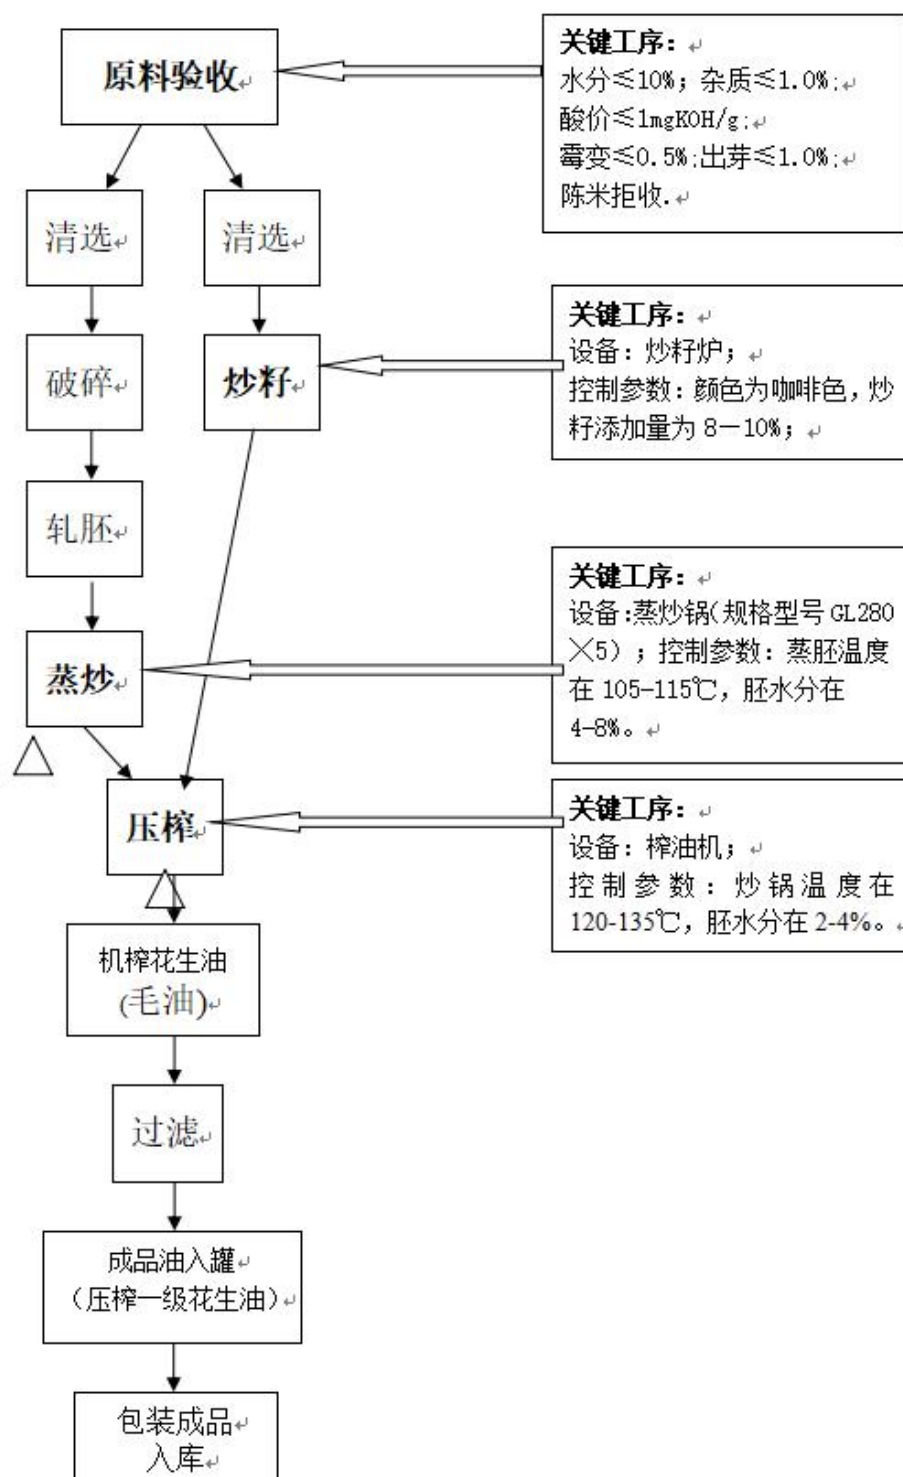 原料验收
关键工序：
水分≤10%；杂质≤1.0%;
酸价≤1mgKOH/g;
霉变≤0.5%;出芽≤1.0%;
陈米拒收.
清选
清选
破碎
炒籽
关键工序：
设备：炒籽炉；
控制参数：颜色为咖啡色，炒
籽添加量为 8—10%；
轧胚
关键工序：
设备:蒸炒锅(规格型号 GL280
×5）；控制参数：蒸胚温度
在 105-115℃，胚水分在
4-8%。
蒸炒
关键工序：
设备：榨油机；
控制参数：炒锅温度在
120-135℃，胚水分在 2-4%。
压榨
机榨花生油
(毛油)
过滤
成品油入罐
（压榨一级花生油）
包装成品
入库